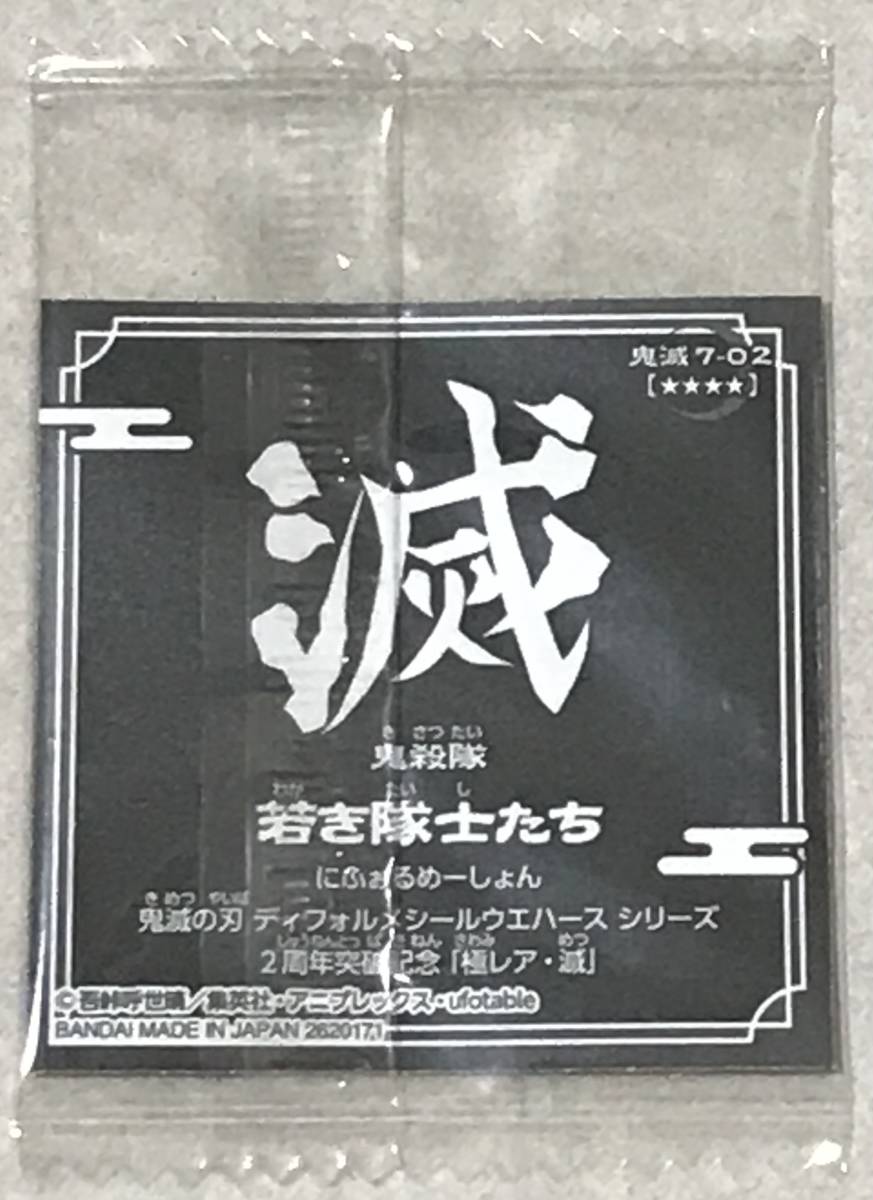 鬼滅7-02
[★★★★]
滅
き さつ たい
鬼殺隊
わか たい し
若き隊士たち
にふぉるめーしょん
き めつ やいば
鬼滅の刃 ディフォルメシールウエハース シリーズ
しゅうねんとっ ぱ き ねん きわみ めつ
2周年突破記念「極レア・滅」
©吾峠呼世晴/集英社・アニプレックス・ufotable
BANDAI MADE IN JAPAN 2620171